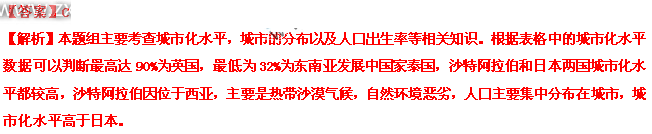 【答案】C
【解析】本题组主要考查城市化水平，城市的分布以及人口出生率等相关知识。根据表格中的城市化水平
数据可以判断最高达 90%为英国，最低为 32%为东南亚发展中国家泰国，沙特阿拉伯和日本两国城市化水
平都较高，沙特阿拉伯因位于西亚，主要是热带沙漠气候，自然环境恶劣，人口主要集中分布在城市，城
市化水平高于日本。